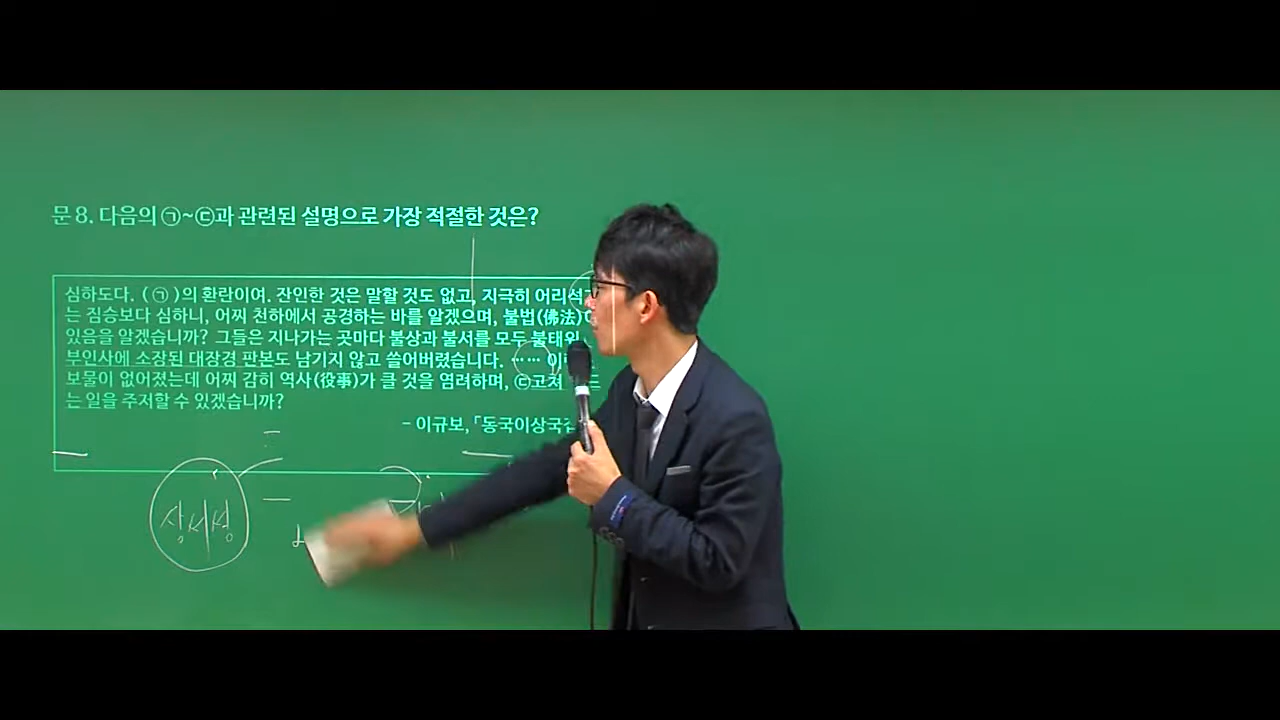 문 8. 다음의 ㉠~㉢과 관련된 설명으로 가장 적절한 것은?
심하도다. ( ㉠ )의 환란이여. 잔인한 것은 말할 것도 없고, 지극히
는 짐승보다 심하니, 어찌 천하에서 공경하는 바를 알겠으며, 불법(佛法)
있음을 알겠습니까? 그들은 지나가는 곳마다 불상과 불서를 모두 불태워
부인사에 소장된 대장경 판본도 남기지 않고 쓸어버렸습니다. ……
보물이 없어졌는데 어찌 감히 역사(役事)가 클 것을 염려하며, ㉢고쳐
는 일을 주저할 수 있겠습니까?
– 이규보, 「동국이상국집
상서성